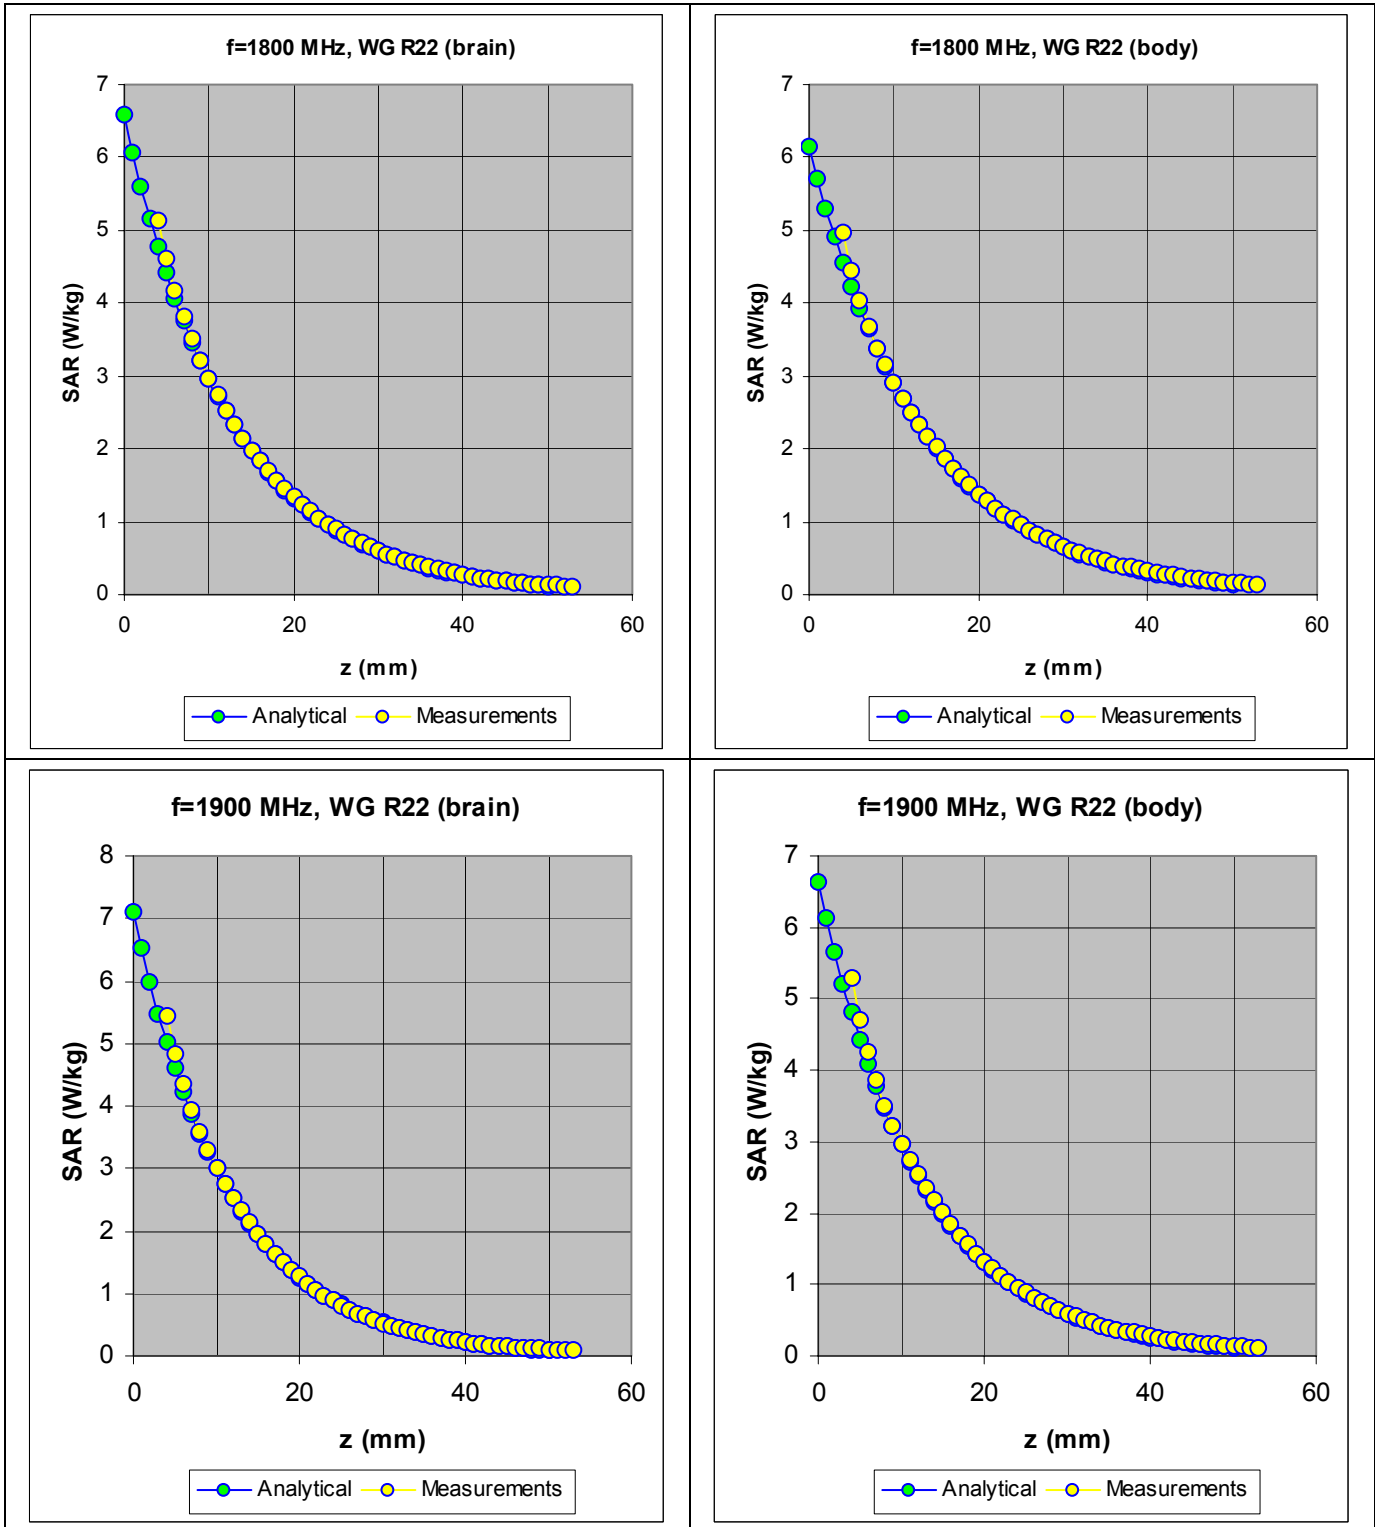 f=1800 MHz, WG R22 (brain)
7
6
5
4
3
2
1
0
SAR (W/kg)
0 20 40 60
z (mm)
Analytical Measurements
f=1800 MHz, WG R22 (body)
7
6
5
4
3
2
1
0
SAR (W/kg)
0 20 40 60
z (mm)
Analytical Measurements
f=1900 MHz, WG R22 (brain)
8
7
6
5
4
3
2
1
0
SAR (W/kg)
0 20 40 60
z (mm)
Analytical Measurements
f=1900 MHz, WG R22 (body)
7
6
5
4
3
2
1
0
SAR (W/kg)
0 20 40 60
z (mm)
Analytical Measurements